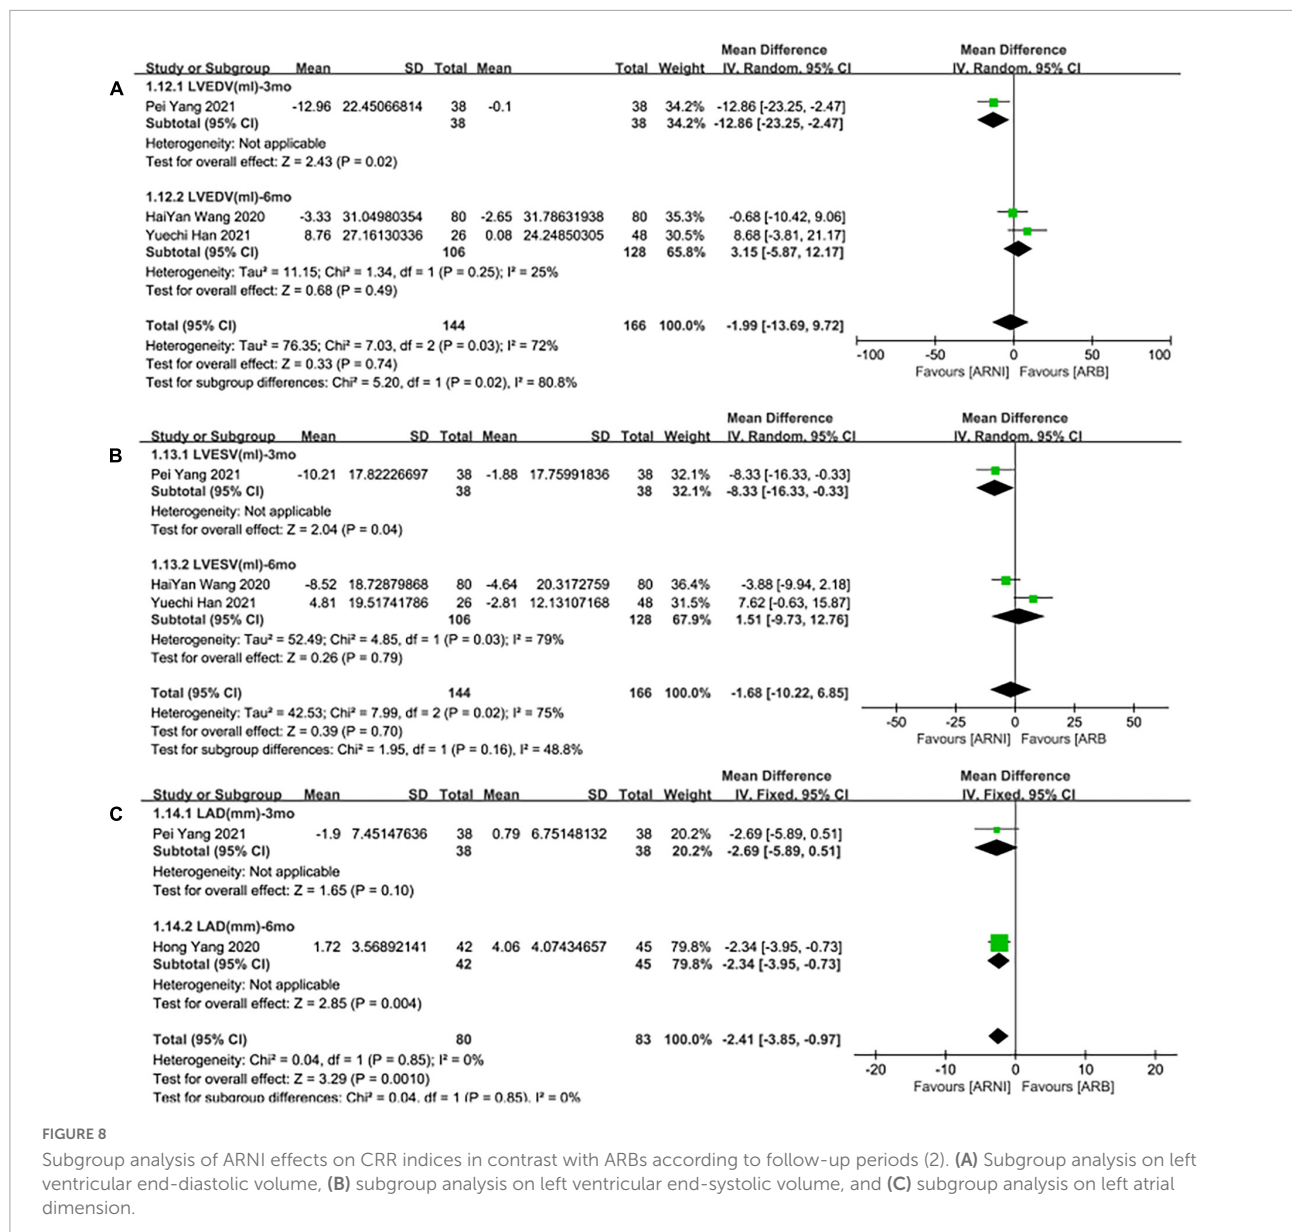 Mean Difference Mean Difference
Study or Subgroup Mean SD Total Mean Total Weight IV, Random, 95% CI IV, Random, 95% CI
A 1.12.1 LVEDV(ml)-3mo
Pei Yang 2021 -12.96 22.45066814 38 -0.1 38 34.2% -12.86 [-23.25, -2.47]
Subtotal (95% CI) 38 38 34.2% -12.86 [-23.25, -2.47]
Heterogeneity: Not applicable
Test for overall effect: Z = 2.43 (P = 0.02)
1.12.2 LVEDV(ml)-6mo
HaiYan Wang 2020 -3.33 31.04980354 80 -2.65 31.78631938 80 35.3% -0.68 [-10.42, 9.06]
Yuechi Han 2021 8.76 27.16130336 26 0.08 24.24850305 48 30.5% 8.68 [-3.81, 21.17]
Subtotal (95% CI) 106 128 65.8% 3.15 [-5.87, 12.17]
Heterogeneity: Tau² = 11.15; Chi² = 1.34, df = 1 (P = 0.25); I² = 25%
Test for overall effect: Z = 0.68 (P = 0.49)
Total (95% CI) 144 166 100.0% -1.99 [-13.69, 9.72]
Heterogeneity: Tau² = 76.35; Chi² = 7.03, df = 2 (P = 0.03); I² = 72%
Test for overall effect: Z = 0.33 (P = 0.74)
Test for subgroup differences: Chi² = 5.20, df = 1 (P = 0.02), I² = 80.8%
-100 -50 0 50 100
Favours [ARNI] Favours [ARB]
Mean Difference Mean Difference
Study or Subgroup Mean SD Total Mean SD Total Weight IV, Random, 95% CI IV, Random, 95% CI
B 1.13.1 LVESV(ml)-3mo
Pei Yang 2021 -10.21 17.82226697 38 -1.88 17.75991836 38 32.1% -8.33 [-16.33, -0.33]
Subtotal (95% CI) 38 38 32.1% -8.33 [-16.33, -0.33]
Heterogeneity: Not applicable
Test for overall effect: Z = 2.04 (P = 0.04)
1.13.2 LVESV(ml)-6mo
HaiYan Wang 2020 -8.52 18.72879868 80 -4.64 20.3172759 80 36.4% -3.88 [-9.94, 2.18]
Yuechi Han 2021 4.81 19.51741786 26 -2.81 12.13107168 48 31.5% 7.62 [-0.63, 15.87]
Subtotal (95% CI) 106 128 67.9% 1.51 [-9.73, 12.76]
Heterogeneity: Tau² = 52.49; Chi² = 4.85, df = 1 (P = 0.03); I² = 79%
Test for overall effect: Z = 0.26 (P = 0.79)
Total (95% CI) 144 166 100.0% -1.68 [-10.22, 6.85]
Heterogeneity: Tau² = 42.53; Chi² = 7.99, df = 2 (P = 0.02); I² = 75%
Test for overall effect: Z = 0.39 (P = 0.70)
Test for subgroup differences: Chi² = 1.95, df = 1 (P = 0.16), I² = 48.8%
-50 -25 0 25 50
Favours [ARNI] Favours [ARB
Mean Difference Mean Difference
Study or Subgroup Mean SD Total Mean SD Total Weight IV, Fixed, 95% CI IV, Fixed, 95% CI
C 1.14.1 LAD(mm)-3mo
Pei Yang 2021 -1.9 7.45147636 38 0.79 6.75148132 38 20.2% -2.69 [-5.89, 0.51]
Subtotal (95% CI) 38 38 20.2% -2.69 [-5.89, 0.51]
Heterogeneity: Not applicable
Test for overall effect: Z = 1.65 (P = 0.10)
1.14.2 LAD(mm)-6mo
Hong Yang 2020 1.72 3.56892141 42 4.06 4.07434657 45 79.8% -2.34 [-3.95, -0.73]
Subtotal (95% CI) 42 45 79.8% -2.34 [-3.95, -0.73]
Heterogeneity: Not applicable
Test for overall effect: Z = 2.85 (P = 0.004)
Total (95% CI) 80 83 100.0% -2.41 [-3.85, -0.97]
Heterogeneity: Chi² = 0.04, df = 1 (P = 0.85); I² = 0%
Test for overall effect: Z = 3.29 (P = 0.0010)
Test for subgroup differences: Chi² = 0.04, df = 1 (P = 0.85), I² = 0%
-20 -10 0 10 20
Favours [ARNI] Favours [ARB]
FIGURE 8
Subgroup analysis of ARNI effects on CRR indices in contrast with ARBs according to follow-up periods (2). (A) Subgroup analysis on left
ventricular end-diastolic volume, (B) subgroup analysis on left ventricular end-systolic volume, and (C) subgroup analysis on left atrial
dimension.